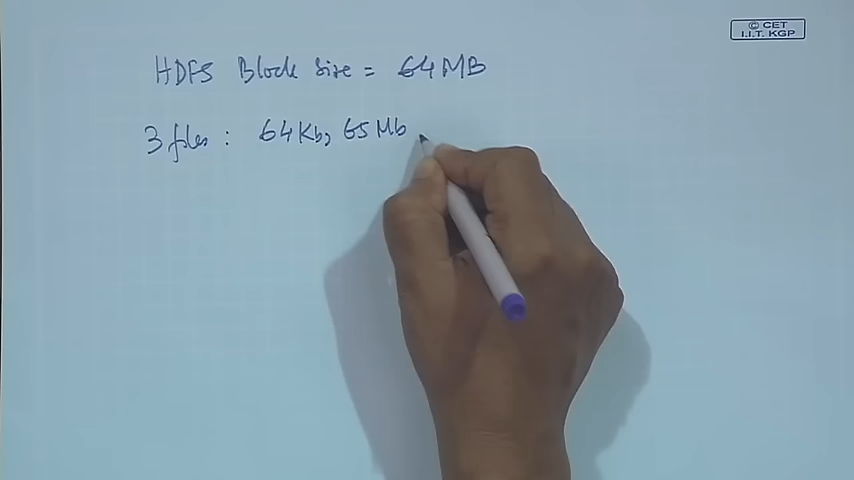 © CET
I.I.T. KGP
HDFS Block Size = 64 MB
3 files : 64 Kb, 65 Mb